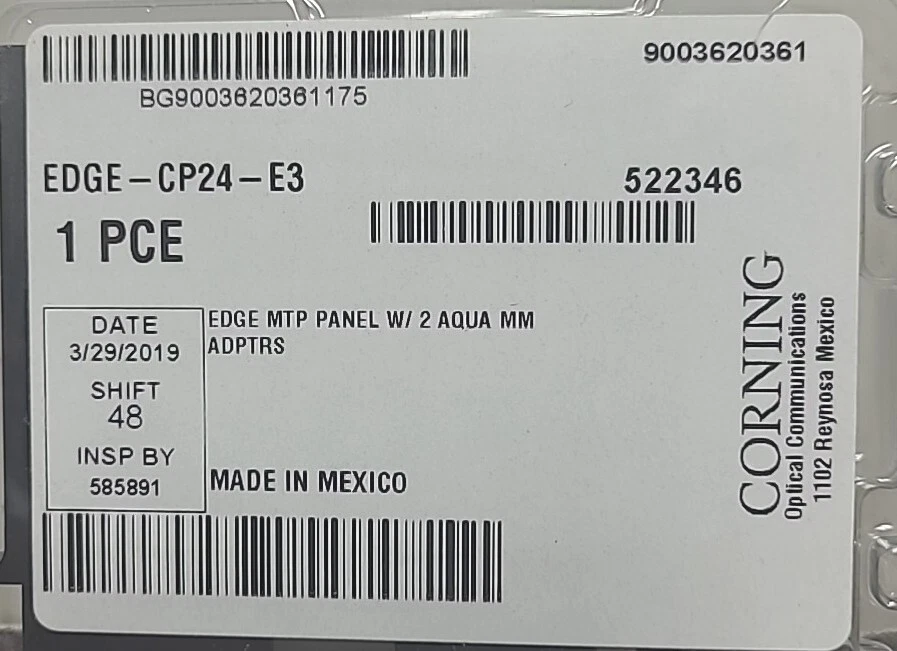 9003620361
BG9003620361175
EDGE-CP24-E3
522346
1 PCE
DATE
3/29/2019
SHIFT
48
INSP BY
585891
EDGE MTP PANEL W/ 2 AQUA MM
ADPTRS
MADE IN MEXICO
CORNING
Optical Communications
1102 Reynosa Mexico